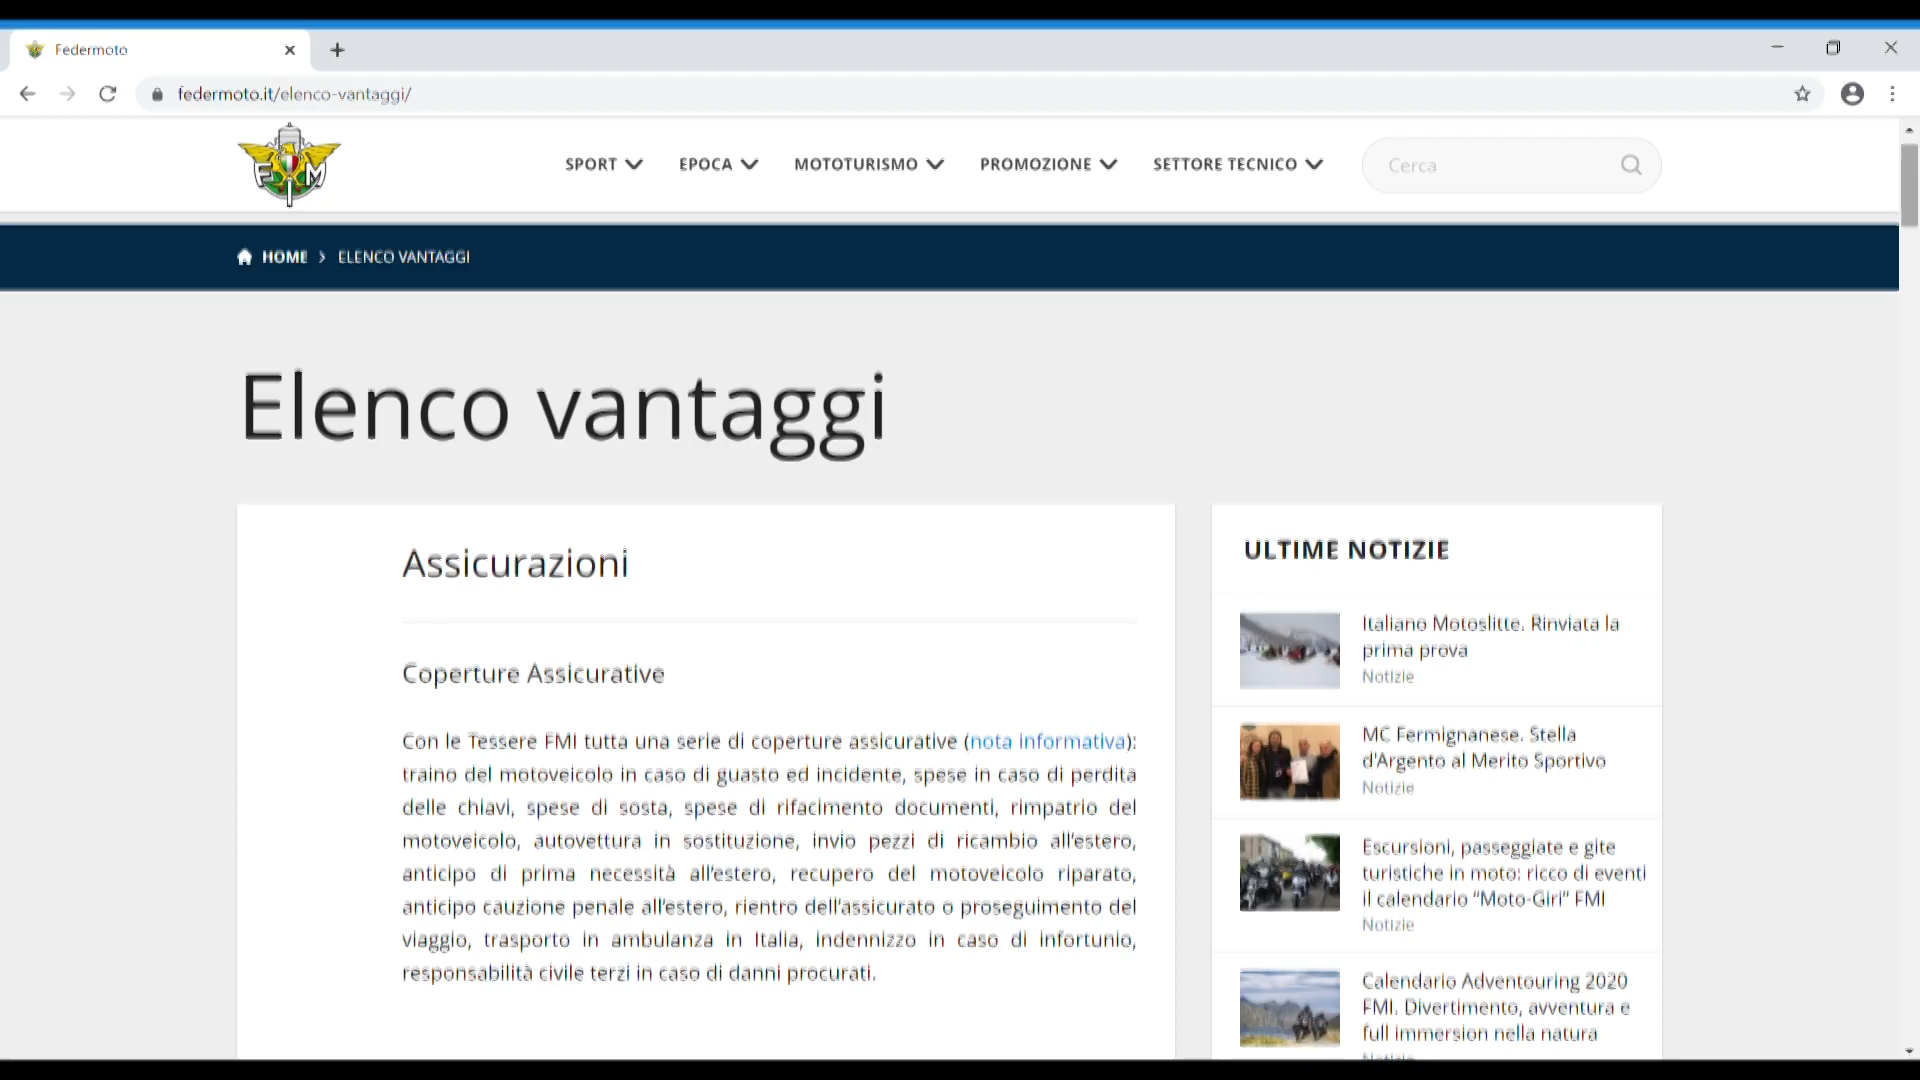 Federmoto
federmoto.it/elenco-vantaggi/
FM
SPORT EPOCA MOTOTURISMO PROMOZIONE SETTORE TECNICO Cerca
HOME > ELENCO VANTAGGI
Elenco vantaggi
Assicurazioni
Coperture Assicurative
Con le Tessere FMI tutta una serie di coperture assicurative (nota informativa):
traino del motoveicolo in caso di guasto ed incidente, spese in caso di perdita
delle chiavi, spese di sosta, spese di rifacimento documenti, rimpatrio del
motoveicolo, autovettura in sostituzione, invio pezzi di ricambio all’estero,
anticipo di prima necessità all’estero, recupero del motoveicolo riparato,
anticipo cauzione penale all’estero, rientro dell’assicurato o proseguimento del
viaggio, trasporto in ambulanza in Italia, indennizzo in caso di infortunio,
responsabilità civile terzi in caso di danni procurati.
ULTIME NOTIZIE
Italiano Motoslitte. Rinviata la
prima prova
Notizie
MC Fermignanese. Stella
d'Argento al Merito Sportivo
Notizie
Escursioni, passeggiate e gite
turistiche in moto: ricco di eventi
il calendario “Moto-Giri” FMI
Notizie
Calendario Adventouring 2020
FMI. Divertimento, avventura e
full immersion nella natura
Notizie